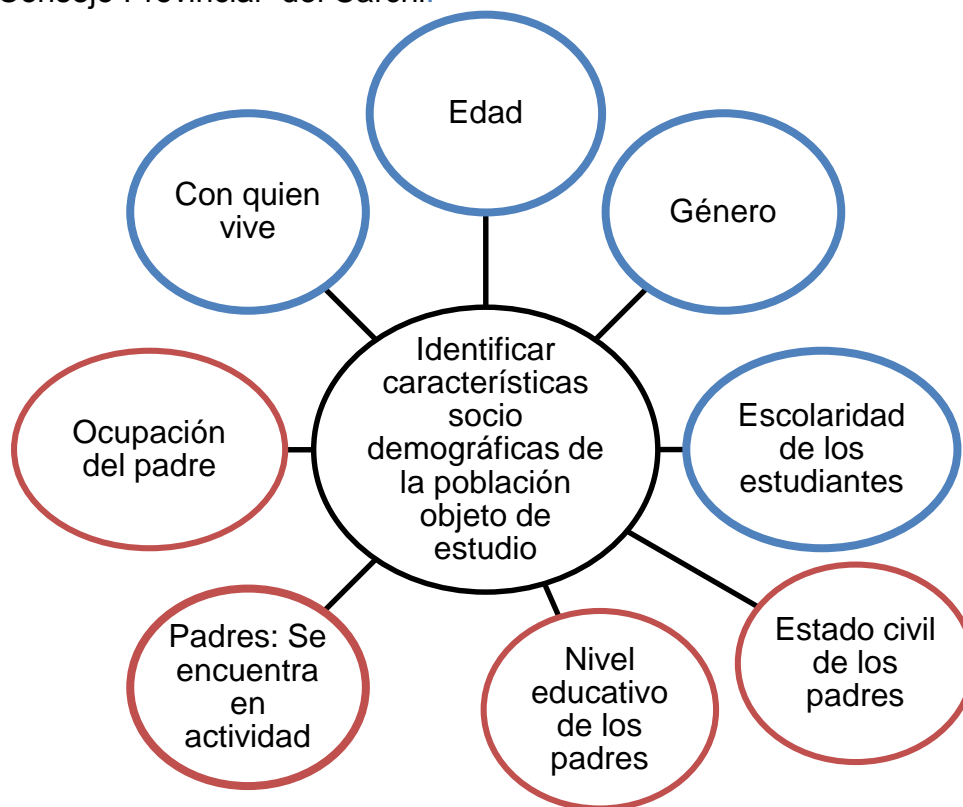 Edad
Género
Con quien
vive
Identificar
características
socio
demográficas de
la población
objeto de
estudio
Escolaridad
de los
estudiantes
Ocupación
del padre
Estado civil
de los
padres
Nivel
educativo
de los
padres
Padres: Se
encuentra
en
actividad